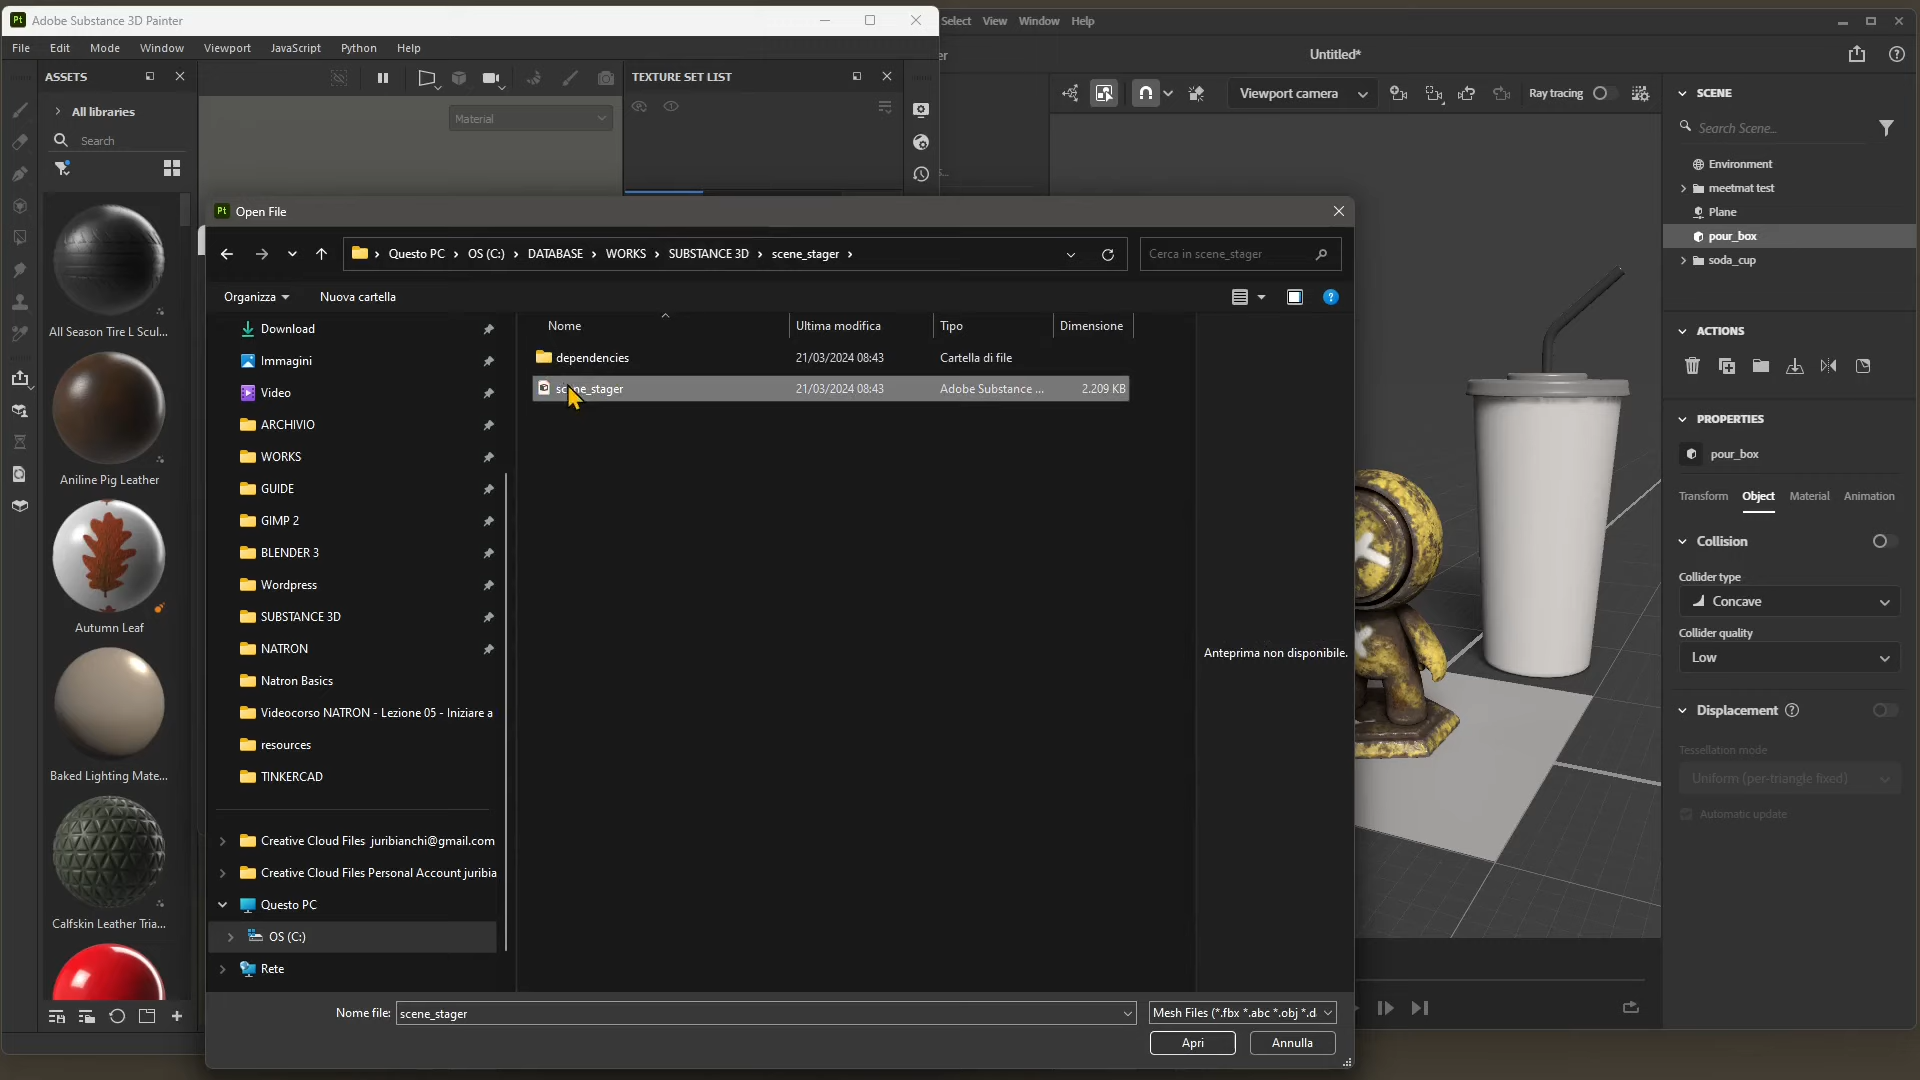 Adobe Substance 3D Painter
File Edit Mode Window Viewport JavaScript Python Help
Select View Window Help
Untitled*
ASSETS
All libraries
Search
Material
TEXTURE SET LIST
Viewport camera
Ray tracing
All Season Tire L Scul...
Aniline Pig Leather
Autumn Leaf
Baked Lighting Mate...
Calfskin Leather Tria...
Open File
Questo PC OS (C:) DATABASE WORKS SUBSTANCE 3D scene_stager
Cerca in scene_stager
Organizza Nuova cartella
Download
Immagini
Video
ARCHIVIO
WORKS
GUIDE
GIMP 2
BLENDER 3
Wordpress
SUBSTANCE 3D
NATRON
Natron Basics
Videocorso NATRON - Lezione 05 - Iniziare a
resources
TINKERCAD
Creative Cloud Files juribianchi@gmail.com
Creative Cloud Files Personal Account juribia
Questo PC
OS (C:)
Rete
Nome Ultima modifica Tipo Dimensione
dependencies 21/03/2024 08:43 Cartella di file
scene_stager 21/03/2024 08:43 Adobe Substance ... 2.209 KB
Anteprima non disponibile.
Nome file: scene_stager
Mesh Files (*.fbx *.abc *.obj *.d
Apri Annulla
SCENE
Search Scene...
Environment
meetmat test
Plane
pour_box
soda_cup
ACTIONS
PROPERTIES
pour_box
Transform Object Material Animation
Collision
Collider type
Concave
Collider quality
Low
Displacement
Tessellation mode
Uniform (per-triangle fixed)
Automatic update